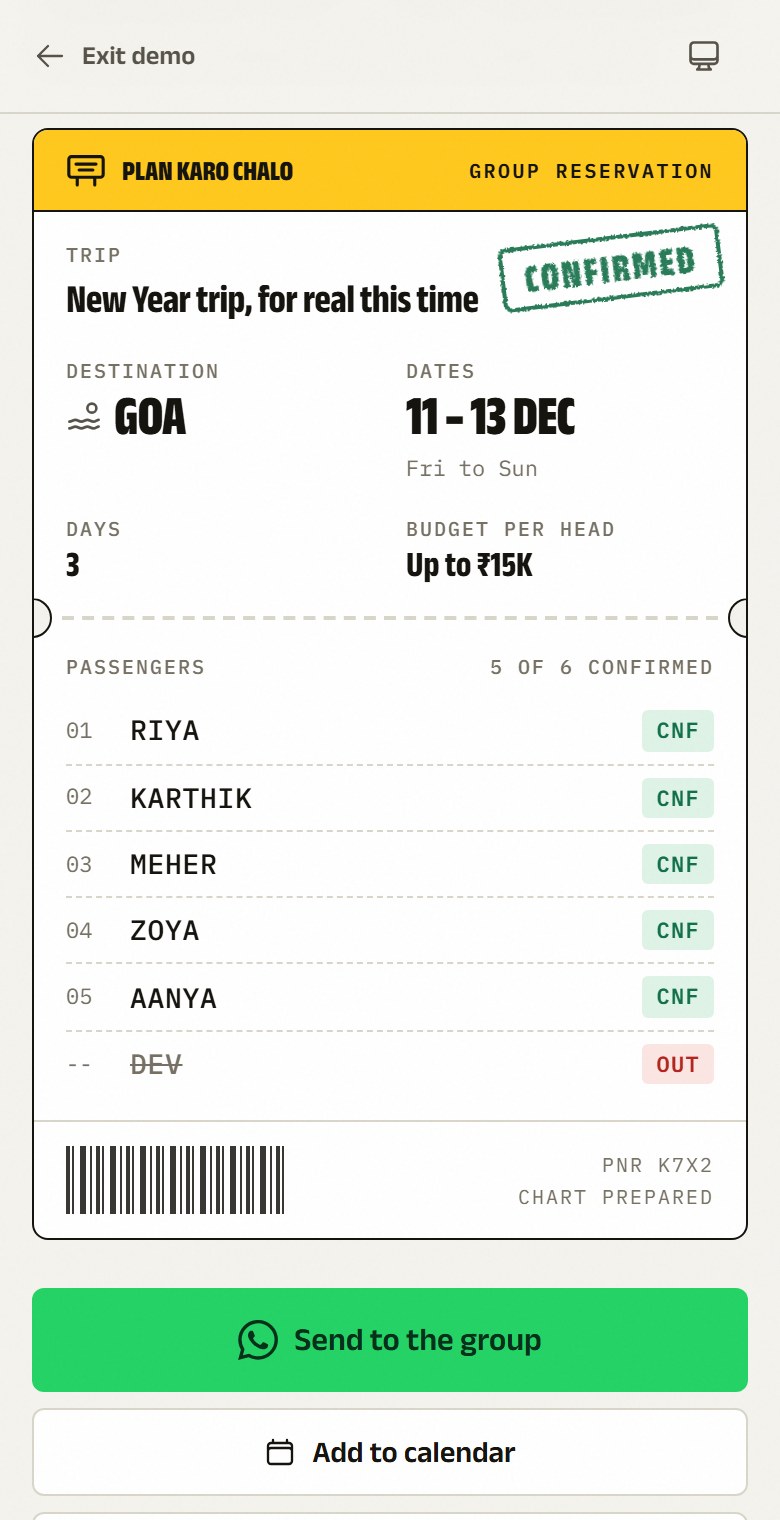 Exit demo
PLAN KARO CHALO
GROUP RESERVATION
TRIP
CONFIRMED
New Year trip, for real this time
DESTINATION
DATES
GOA
11 – 13 DEC
Fri to Sun
DAYS
BUDGET PER HEAD
3
Up to ₹15K
PASSENGERS
5 OF 6 CONFIRMED
01 RIYA CNF
02 KARTHIK CNF
03 MEHER CNF
04 ZOYA CNF
05 AANYA CNF
-- DEV OUT
PNR K7X2
CHART PREPARED
Send to the group
Add to calendar